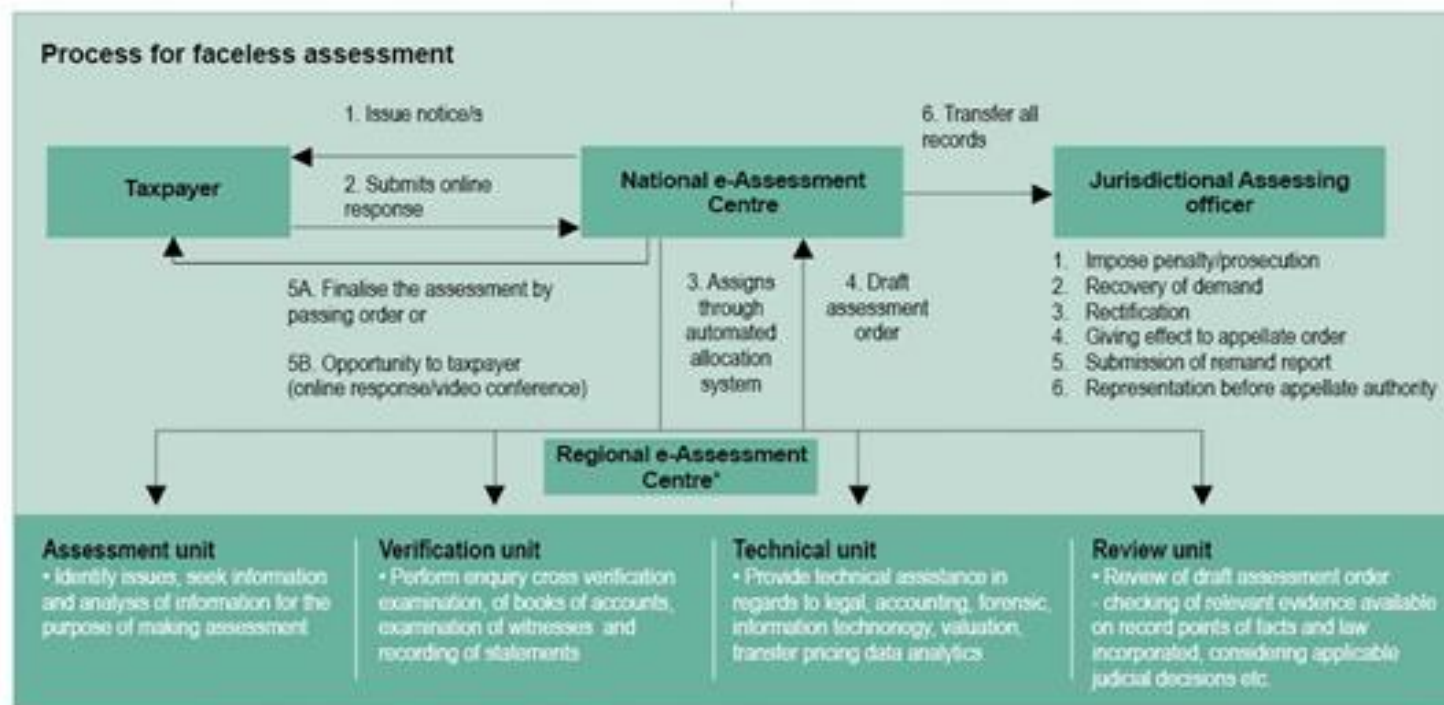 Process for faceless assessment
1. Issue notice/s
6. Transfer all
records
Taxpayer
2. Submits online
response
National e-Assessment
Centre
Jurisdictional Assessing
officer
5A. Finalise the assessment by
passing order or
5B. Opportunity to taxpayer
(online response/video conference)
3. Assigns
through
automated
allocation
system
4. Draft
assessment
order
1. Impose penalty/prosecution
2. Recovery of demand
3. Rectification
4. Giving effect to appellate order
5. Submission of remand report
6. Representation before appellate authority
Regional e-Assessment
Centre*
Assessment unit
• Identify issues, seek information
and analysis of information for the
purpose of making assessment
Verification unit
• Perform enquiry cross verification
examination, of books of accounts,
examination of witnesses and
recording of statements
Technical unit
• Provide technical assistance in
regards to legal, accounting, forensic,
information technonogy, valuation,
transfer pricing data analytics
Review unit
• Review of draft assessment order
- checking of relevant evidence available
on record points of facts and law
incorporated, considering applicable
judicial decisions etc